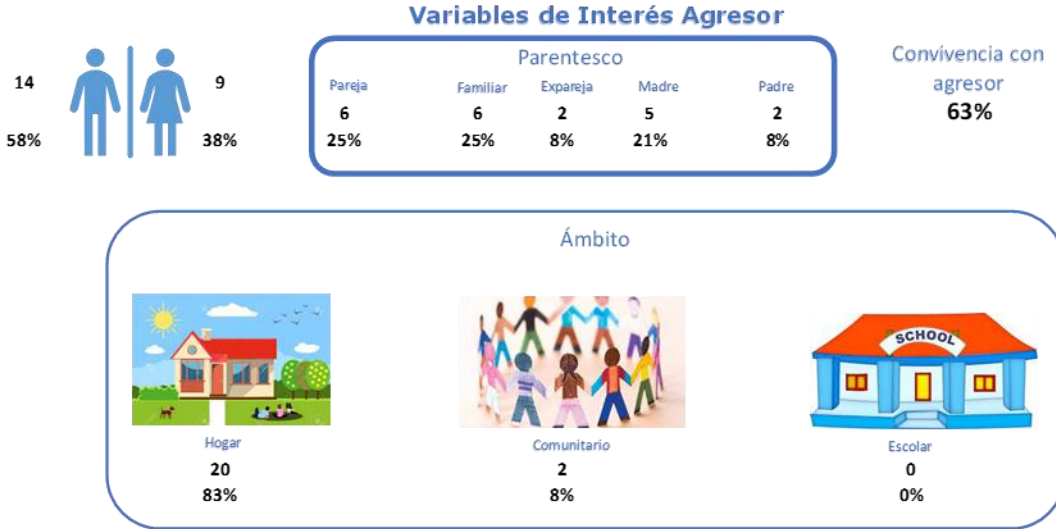 Variables de Interés Agresor
14
9
58%
38%
Parentesco
Pareja Familiar Expareja Madre Padre
6 6 2 5 2
25% 25% 8% 21% 8%
Convivencia con
agresor
63%
Ámbito
SCHOOL
Hogar Comunitario Escolar
20 2 0
83% 8% 0%